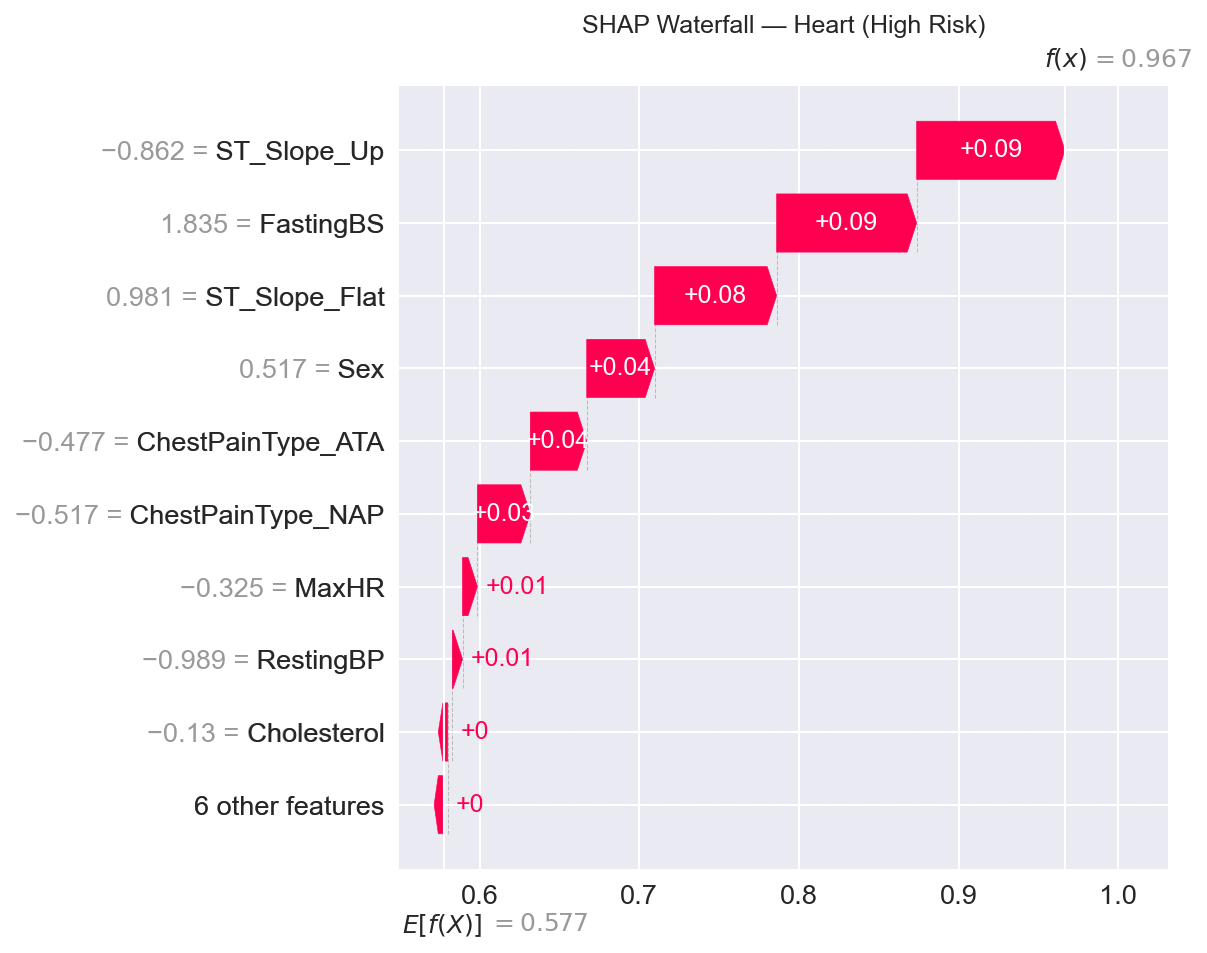 SHAP Waterfall — Heart (High Risk)
f(x) = 0.967
−0.862 = ST_Slope_Up +0.09
1.835 = FastingBS +0.09
0.981 = ST_Slope_Flat +0.08
0.517 = Sex +0.04
−0.477 = ChestPainType_ATA +0.04
−0.517 = ChestPainType_NAP +0.03
−0.325 = MaxHR +0.01
−0.989 = RestingBP +0.01
−0.13 = Cholesterol +0
6 other features +0
0.6 0.7 0.8 0.9 1.0
E[f(X)] = 0.577